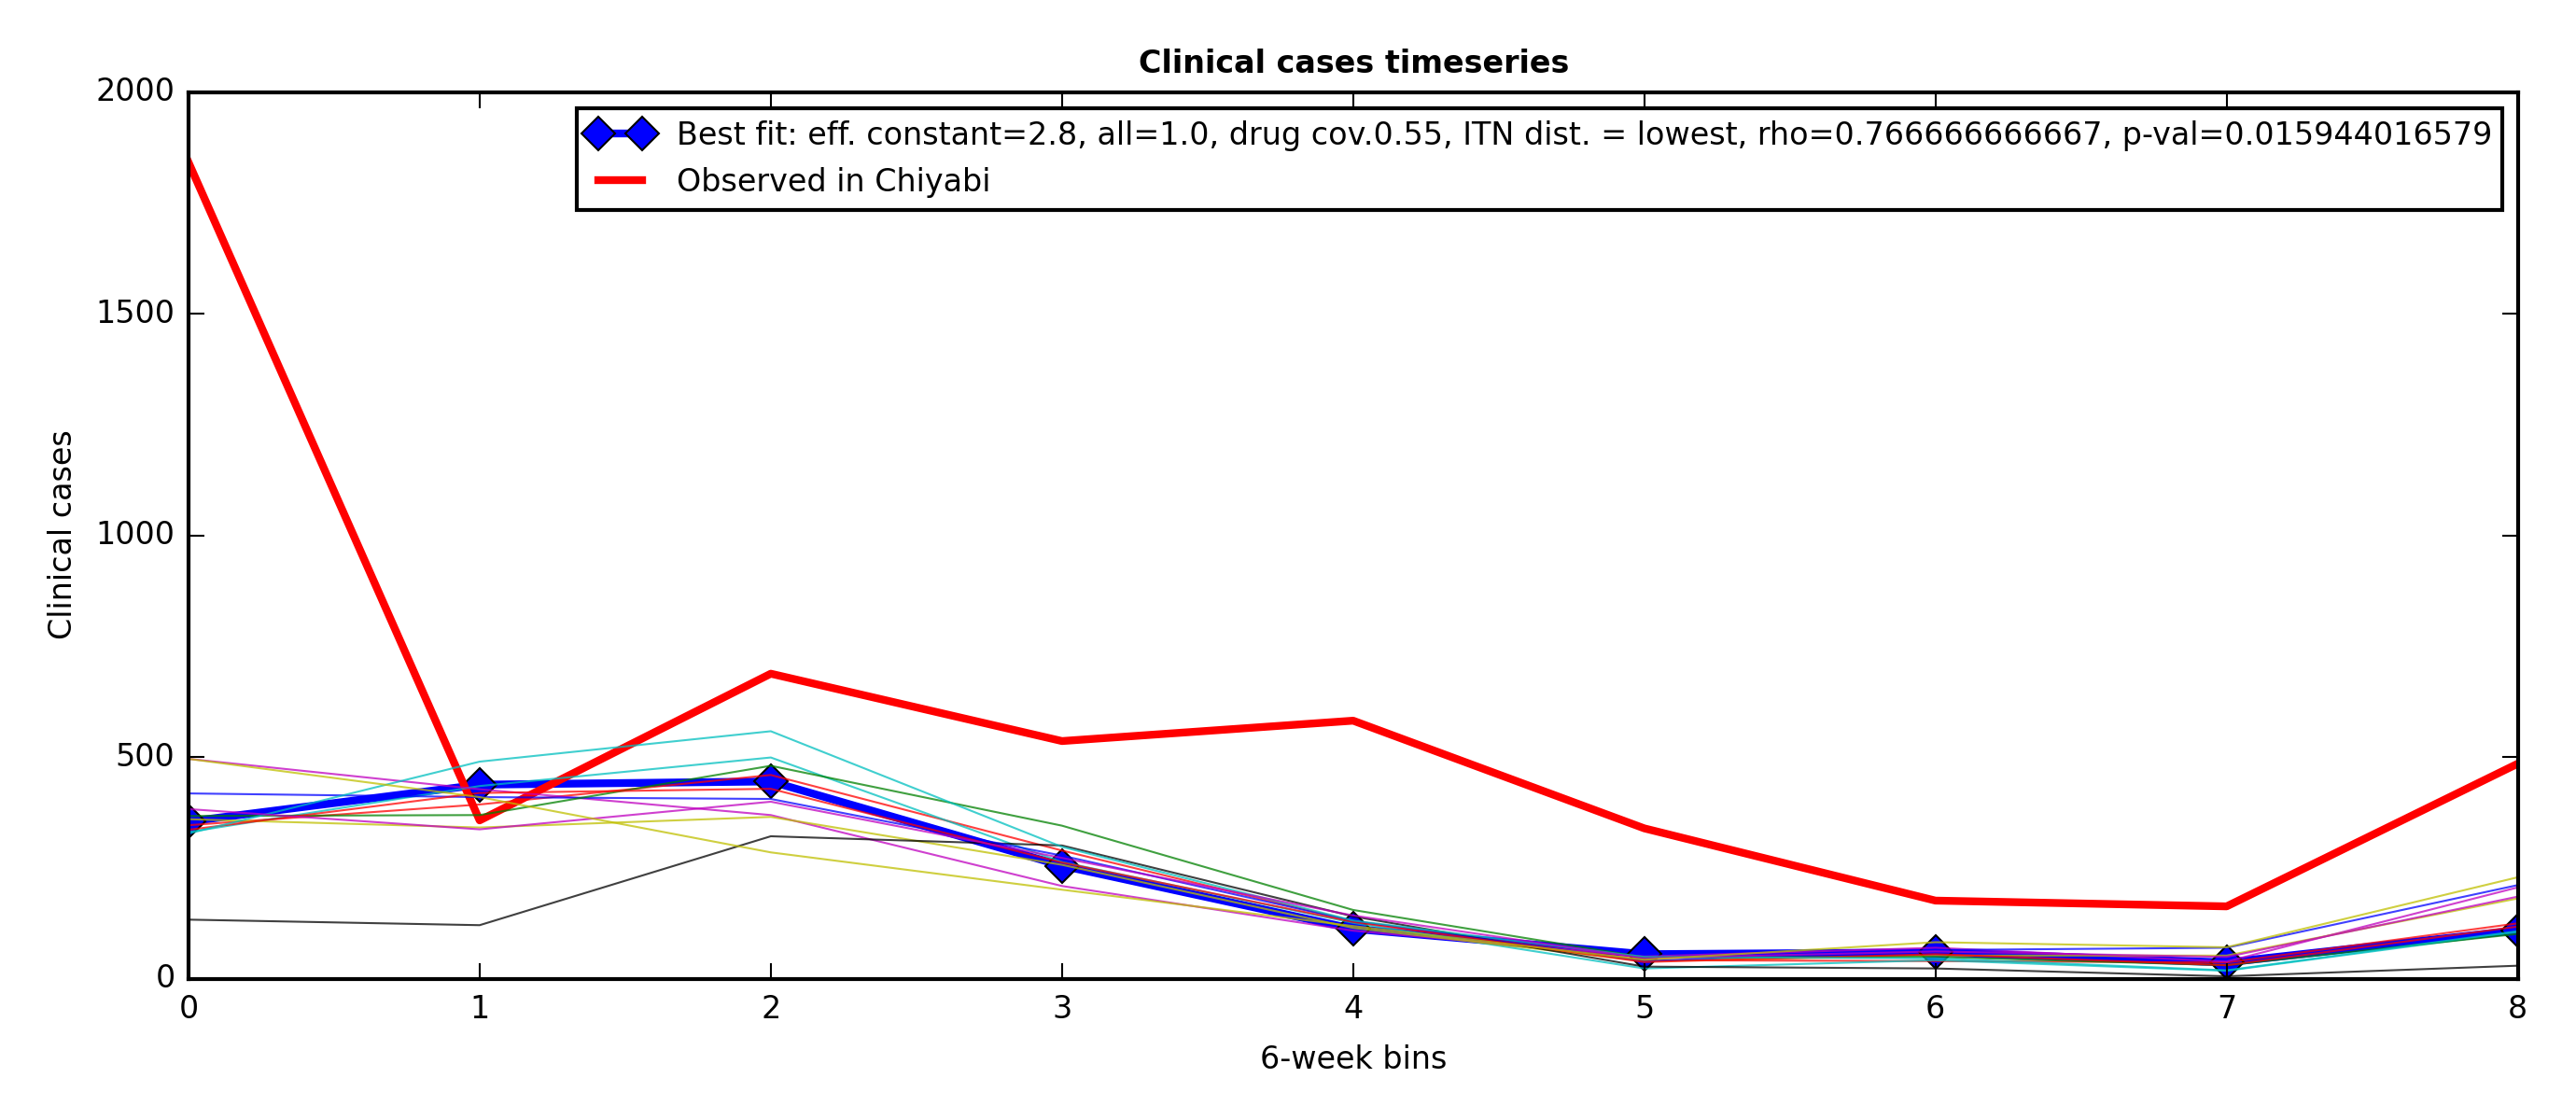 Clinical cases timeseries
2000
1500
1000
500
0
Clinical cases
Best fit: eff. constant=2.8, all=1.0, drug cov.0.55, ITN dist. = lowest, rho=0.766666666667, p-val=0.015944016579
Observed in Chiyabi
0 1 2 3 4 5 6 7 8
6-week bins